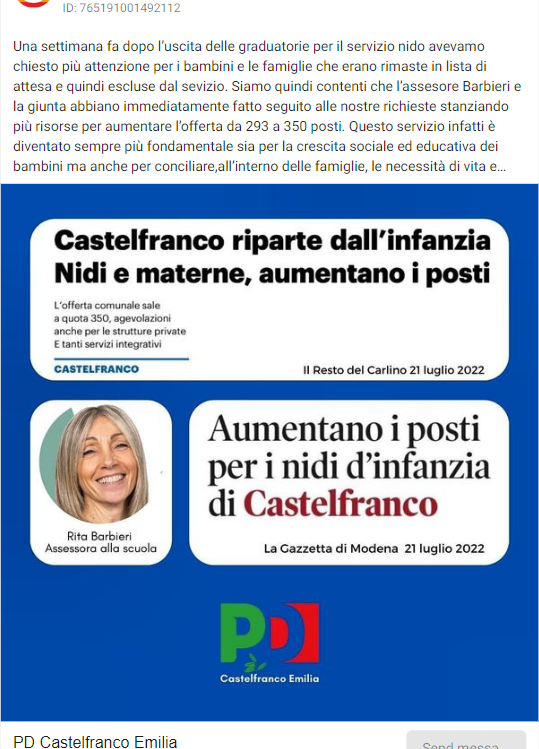 ID: 765191001492112
Una settimana fa dopo l'uscita delle graduatorie per il servizio nido avevamo
chiesto più attenzione per i bambini e le famiglie che erano rimaste in lista di
attesa e quindi escluse dal sevizio. Siamo quindi contenti che l'assesore Barbieri e
la giunta abbiano immediatamente fatto seguito alle nostre richieste stanziando
più risorse per aumentare l'offerta da 293 a 350 posti. Questo servizio infatti è
diventato sempre più fondamentale sia per la crescita sociale ed educativa dei
bambini ma anche per conciliare,all'interno delle famiglie, le necessità di vita e...
Castelfranco riparte dall'infanzia
Nidi e materne, aumentano i posti
L'offerta comunale sale
a quota 350, agevolazioni
anche per le strutture private
E tanti servizi integrativi
CASTELFRANCO
Il Resto del Carlino 21 luglio 2022
Rita Barbieri
Assessora alla scuola
Aumentano i posti
per i nidi d'infanzia
di Castelfranco
La Gazzetta di Modena 21 luglio 2022
PD
Castelfranco Emilia
PD Castelfranco Emilia
Send messa...